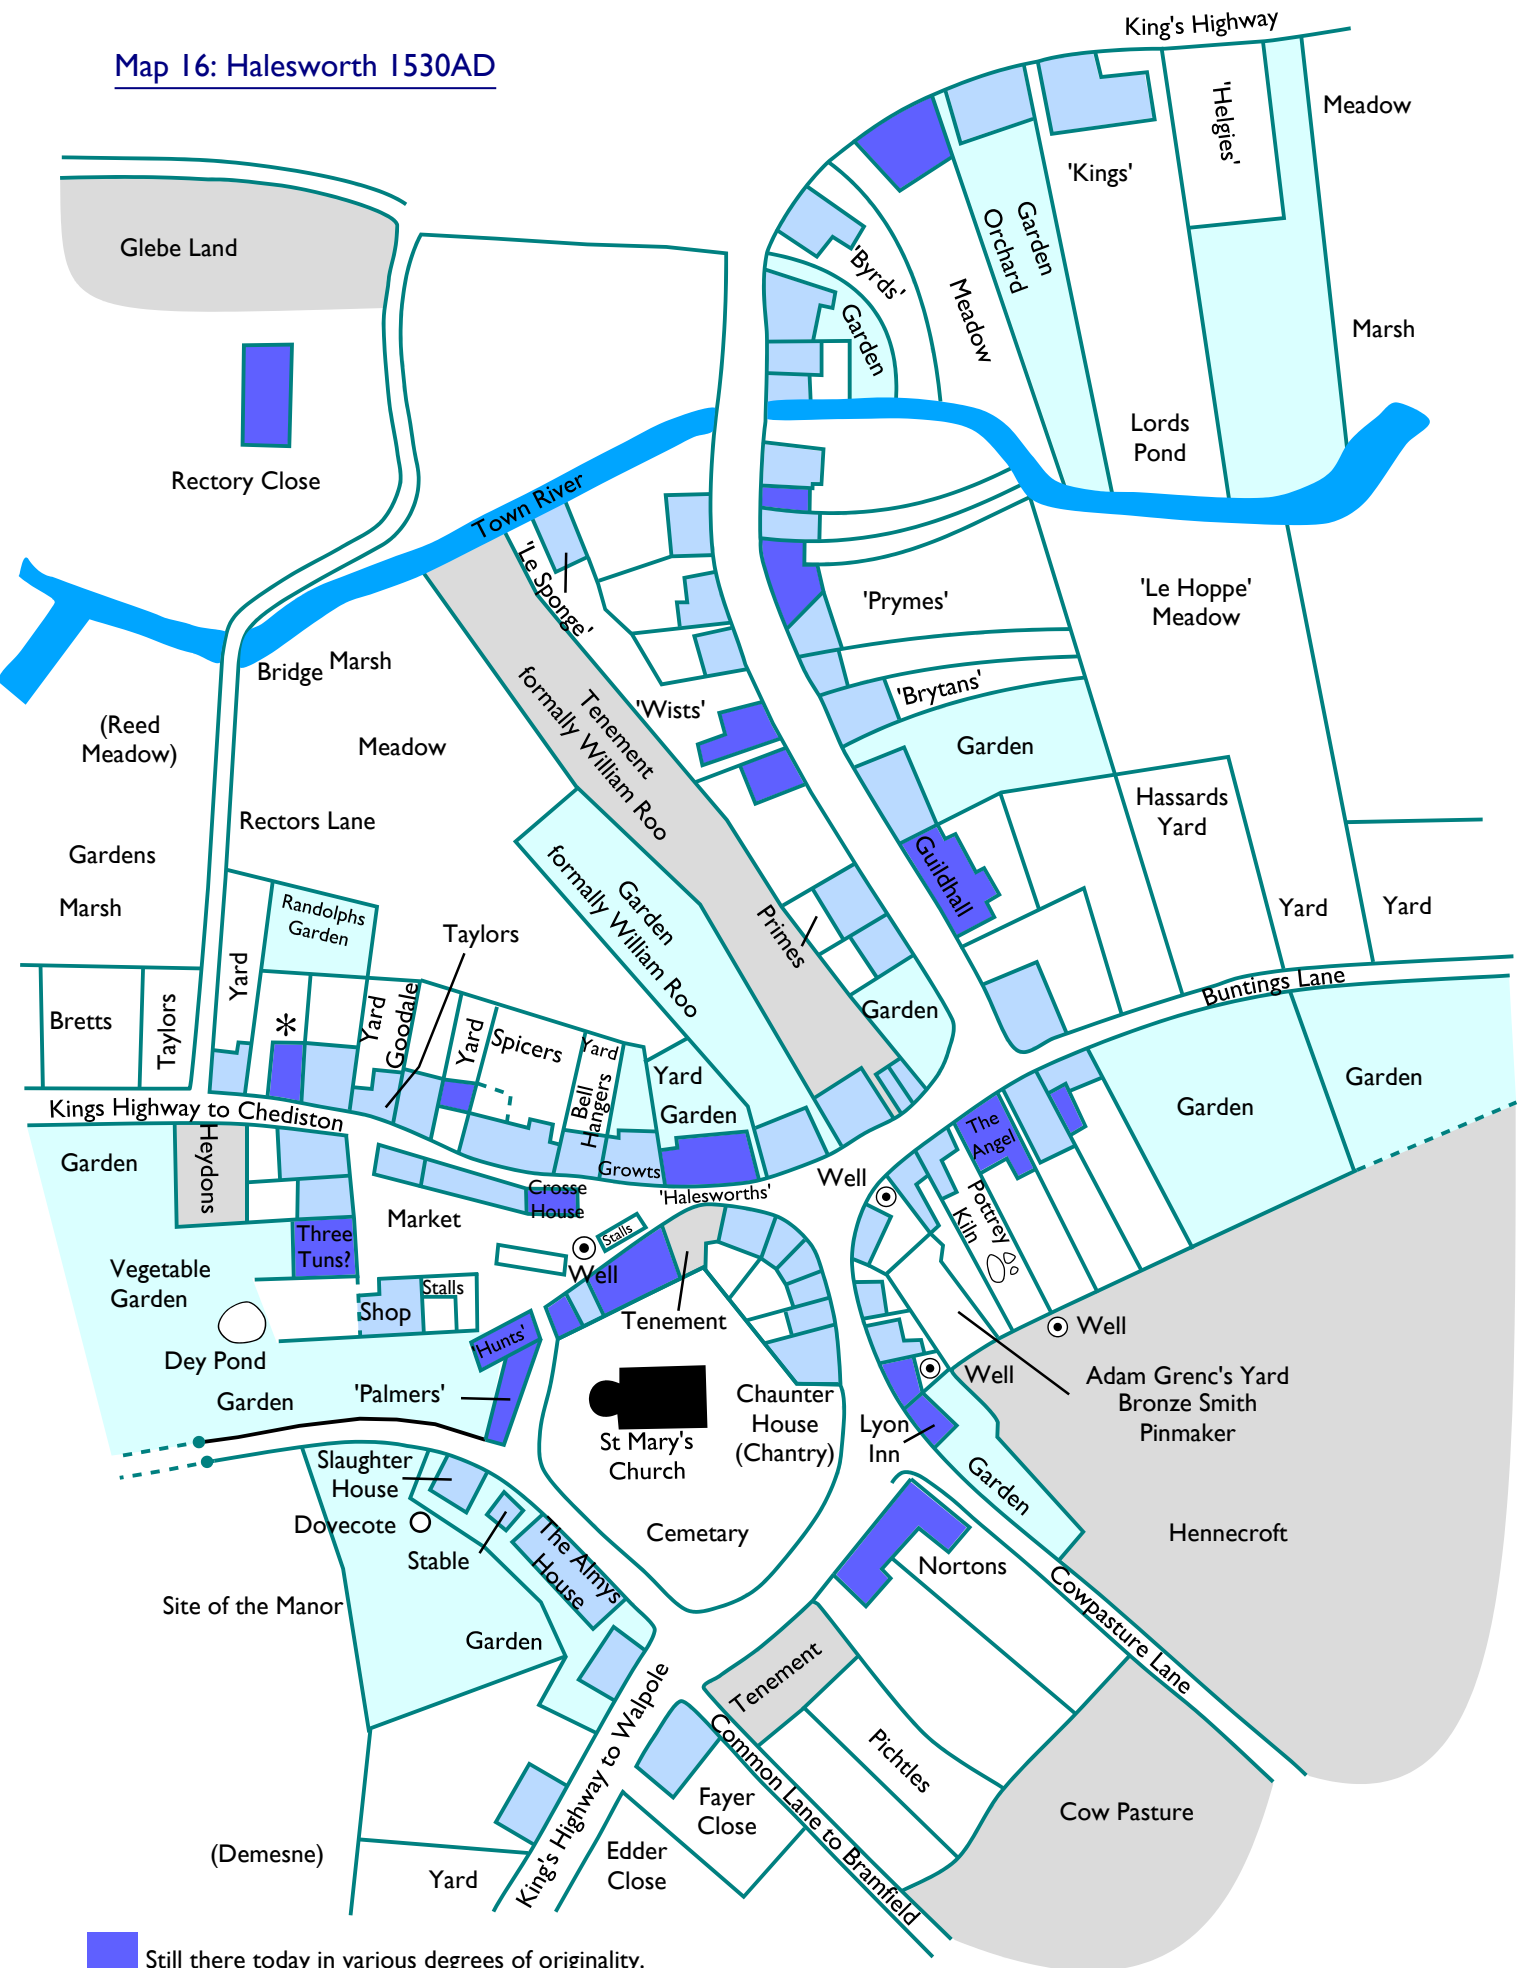 Map 16: Halesworth 1530AD
King's Highway
'Helgies'
Meadow
'Kings'
Garden
Orchard
Glebe Land
'Byrds'
Meadow
Garden
Marsh
Lords
Pond
Rectory Close
Town River
'Le Sponge'
'Prymes'
'Le Hoppe'
Meadow
Bridge
Marsh
(Reed
Meadow)
Tenement
formally William Roo
'Wists'
'Brytans'
Meadow
Garden
Hassards
Yard
Rectors Lane
Gardens
Marsh
Garden
formally William Roo
Guildhall
Primes
Yard
Yard
Randolphs
Garden
Taylors
Yard
Bretts
Taylors
*
Yard
Goodale
Yard
Spicers
Yard
Bell
Hangers
Yard
Garden
Garden
Buntings Lane
Garden
Garden
Kings Highway to Chediston
Garden
Heydons
Growts
'Halesworths'
The
Angel
Well
Crosse
House
Market
Three
Tuns?
Stalls
Well
Pottrey
Kiln
Vegetable
Garden
Shop
Stalls
Tenement
Well
'Hunts'
Dey Pond
Garden
'Palmers'
Chaunter
House
(Chantry)
Well
Adam Grenc's Yard
Bronze Smith
Pinmaker
St Mary's
Church
Lyon
Inn
Slaughter
House
Garden
Dovecote
Stable
The Almys
House
Cemetary
Hennecroft
Nortons
Site of the Manor
Garden
Cowpasture Lane
Tenement
King's Highway to Walpole
Common Lane to Bramfield
Pichtles
Fayer
Close
Cow Pasture
(Demesne)
Yard
Edder
Close
Still there today in various degrees of originality.